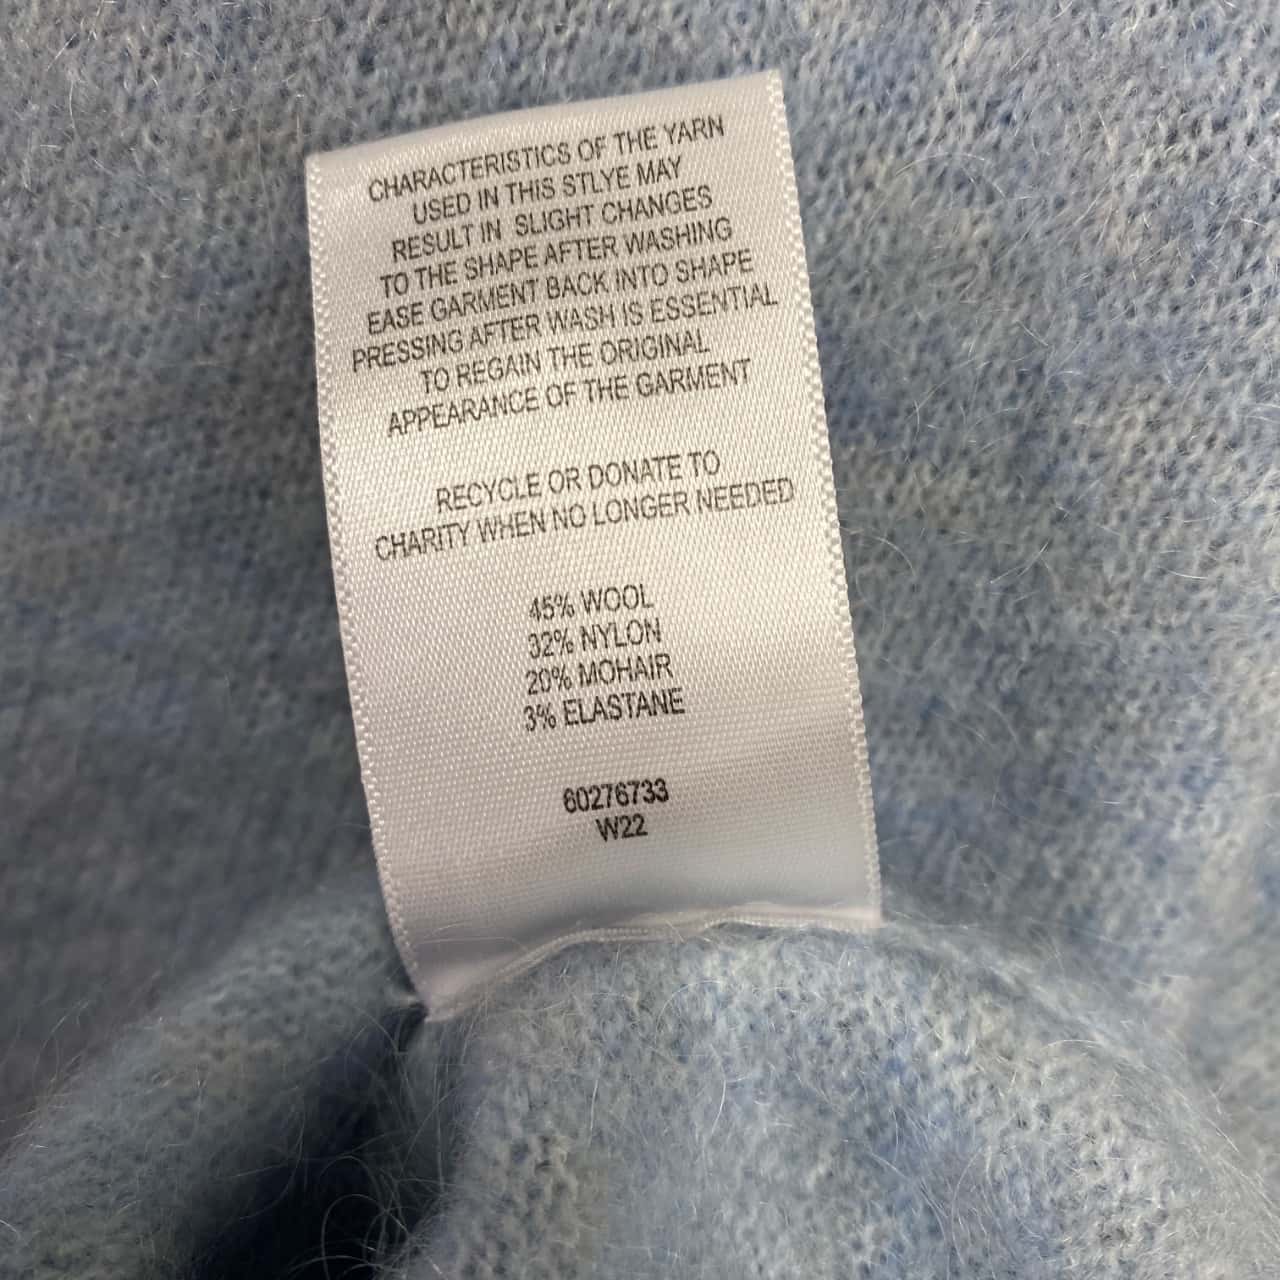 CHARACTERISTICS OF THE YARN
USED IN THIS STLYE MAY
RESULT IN SLIGHT CHANGES
TO THE SHAPE AFTER WASHING
EASE GARMENT BACK INTO SHAPE
PRESSING AFTER WASH IS ESSENTIAL
TO REGAIN THE ORIGINAL
APPEARANCE OF THE GARMENT
RECYCLE OR DONATE TO
CHARITY WHEN NO LONGER NEEDED
45% WOOL
32% NYLON
20% MOHAIR
3% ELASTANE
60276733
W22